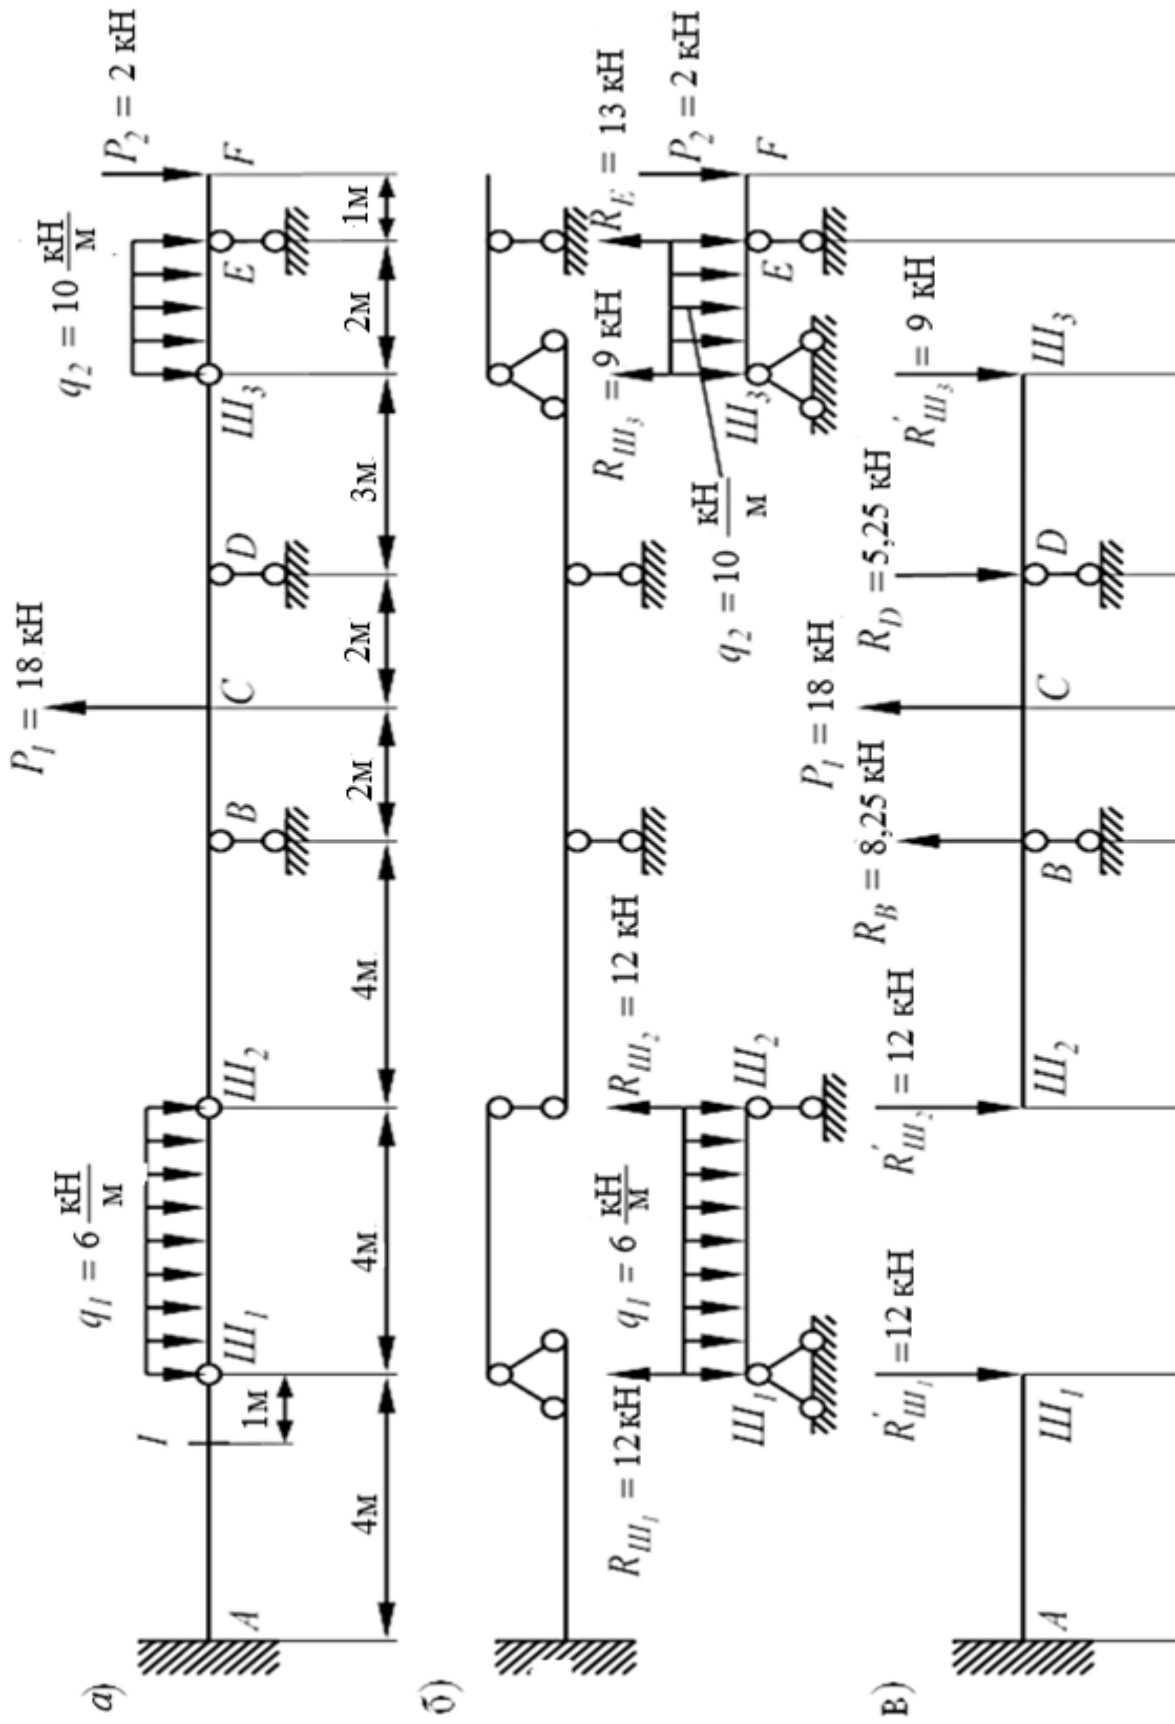 а)
q₁ = 6 кН/м
P₁ = 18 кН
q₂ = 10 кН/м
P₂ = 2 кН
A
I
Ш₁
Ш₂
B
C
D
Ш₃
E
F
1м
4м
4м
4м
2м
2м
3м
2м
1м
б)
R_Ш₁ = 12кН
q₁ = 6 кН/м
R_Ш₂ = 12 кН
Ш₁
Ш₂
R_Ш₃ = 9 кН
R_E = 13 кН
P₂ = 2 кН
q₂ = 10 кН/м
Ш₃
E
F
в)
R'_Ш₁ =12 кН
R'_Ш₂ = 12 кН
R_B = 8,25 кН
P₁ = 18 кН
R_D = 5,25 кН
R'_Ш₃ = 9 кН
A
Ш₁
Ш₂
B
C
D
Ш₃